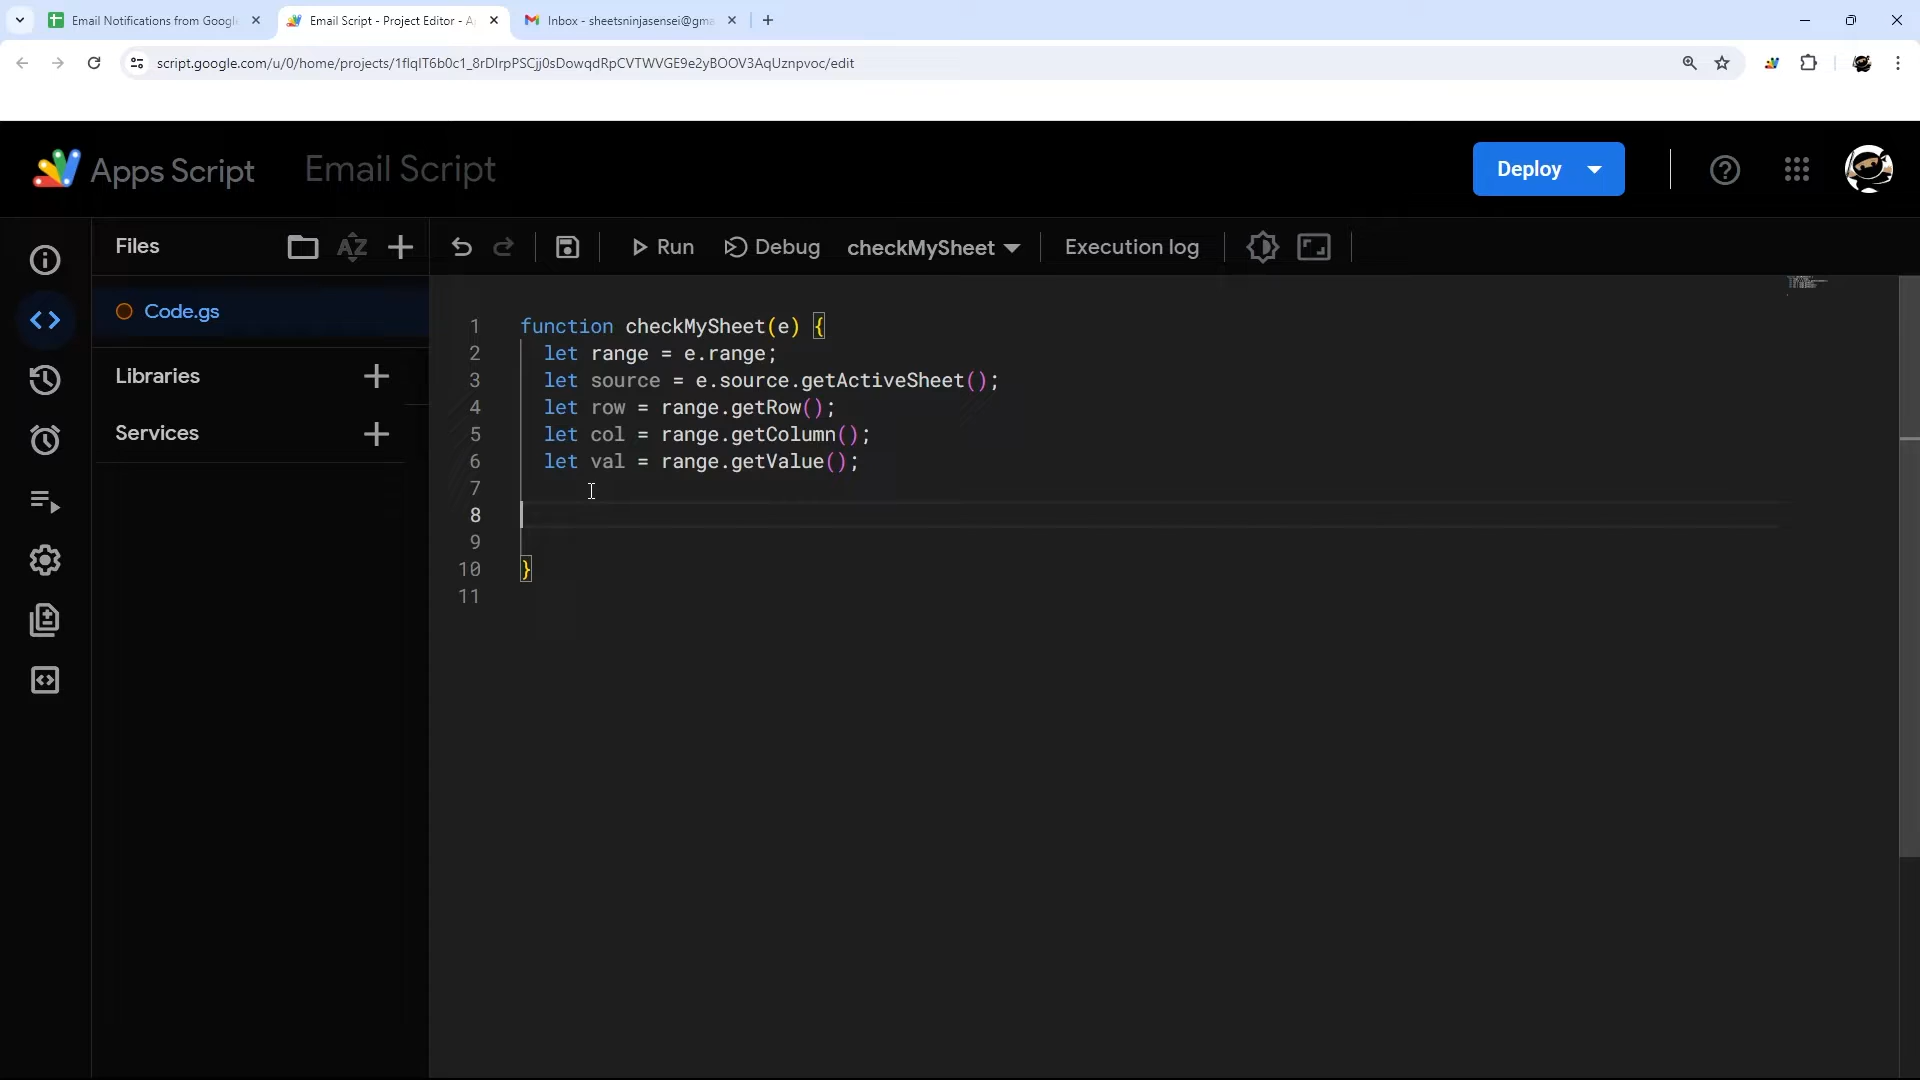 Email Notifications from Googl
Email Script - Project Editor - A
Inbox - sheetsninjasensei@gma
script.google.com/u/0/home/projects/1flqIT6b0c1_8rDIrpPSCjj0sDowqdRpCVTWVGE9e2yBOOV3AqUznpvoc/edit
Apps Script
Email Script
Deploy
Files
AZ
Run
Debug
checkMySheet
Execution log
Code.gs
Libraries
Services
1 function checkMySheet(e) {
2 let range = e.range;
3 let source = e.source.getActiveSheet();
4 let row = range.getRow();
5 let col = range.getColumn();
6 let val = range.getValue();
7
8
9
10 }
11